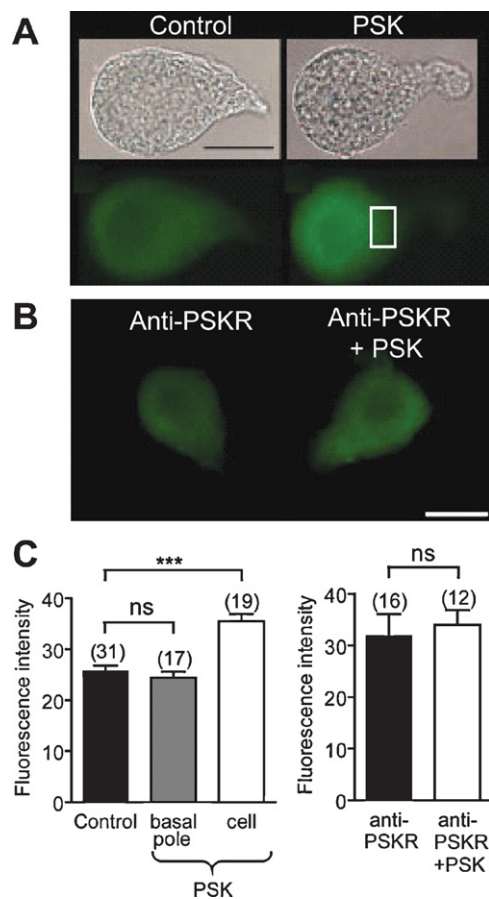 A
Control
PSK
B
Anti-PSKR
Anti-PSKR
+ PSK
C
Fluorescence intensity
40
30
20
10
0
***
ns
(31)
(17)
(19)
Control
basal
pole
cell
PSK
Fluorescence intensity
40
30
20
10
0
ns
(16)
(12)
anti-
PSKR
anti-
PSKR
+PSK